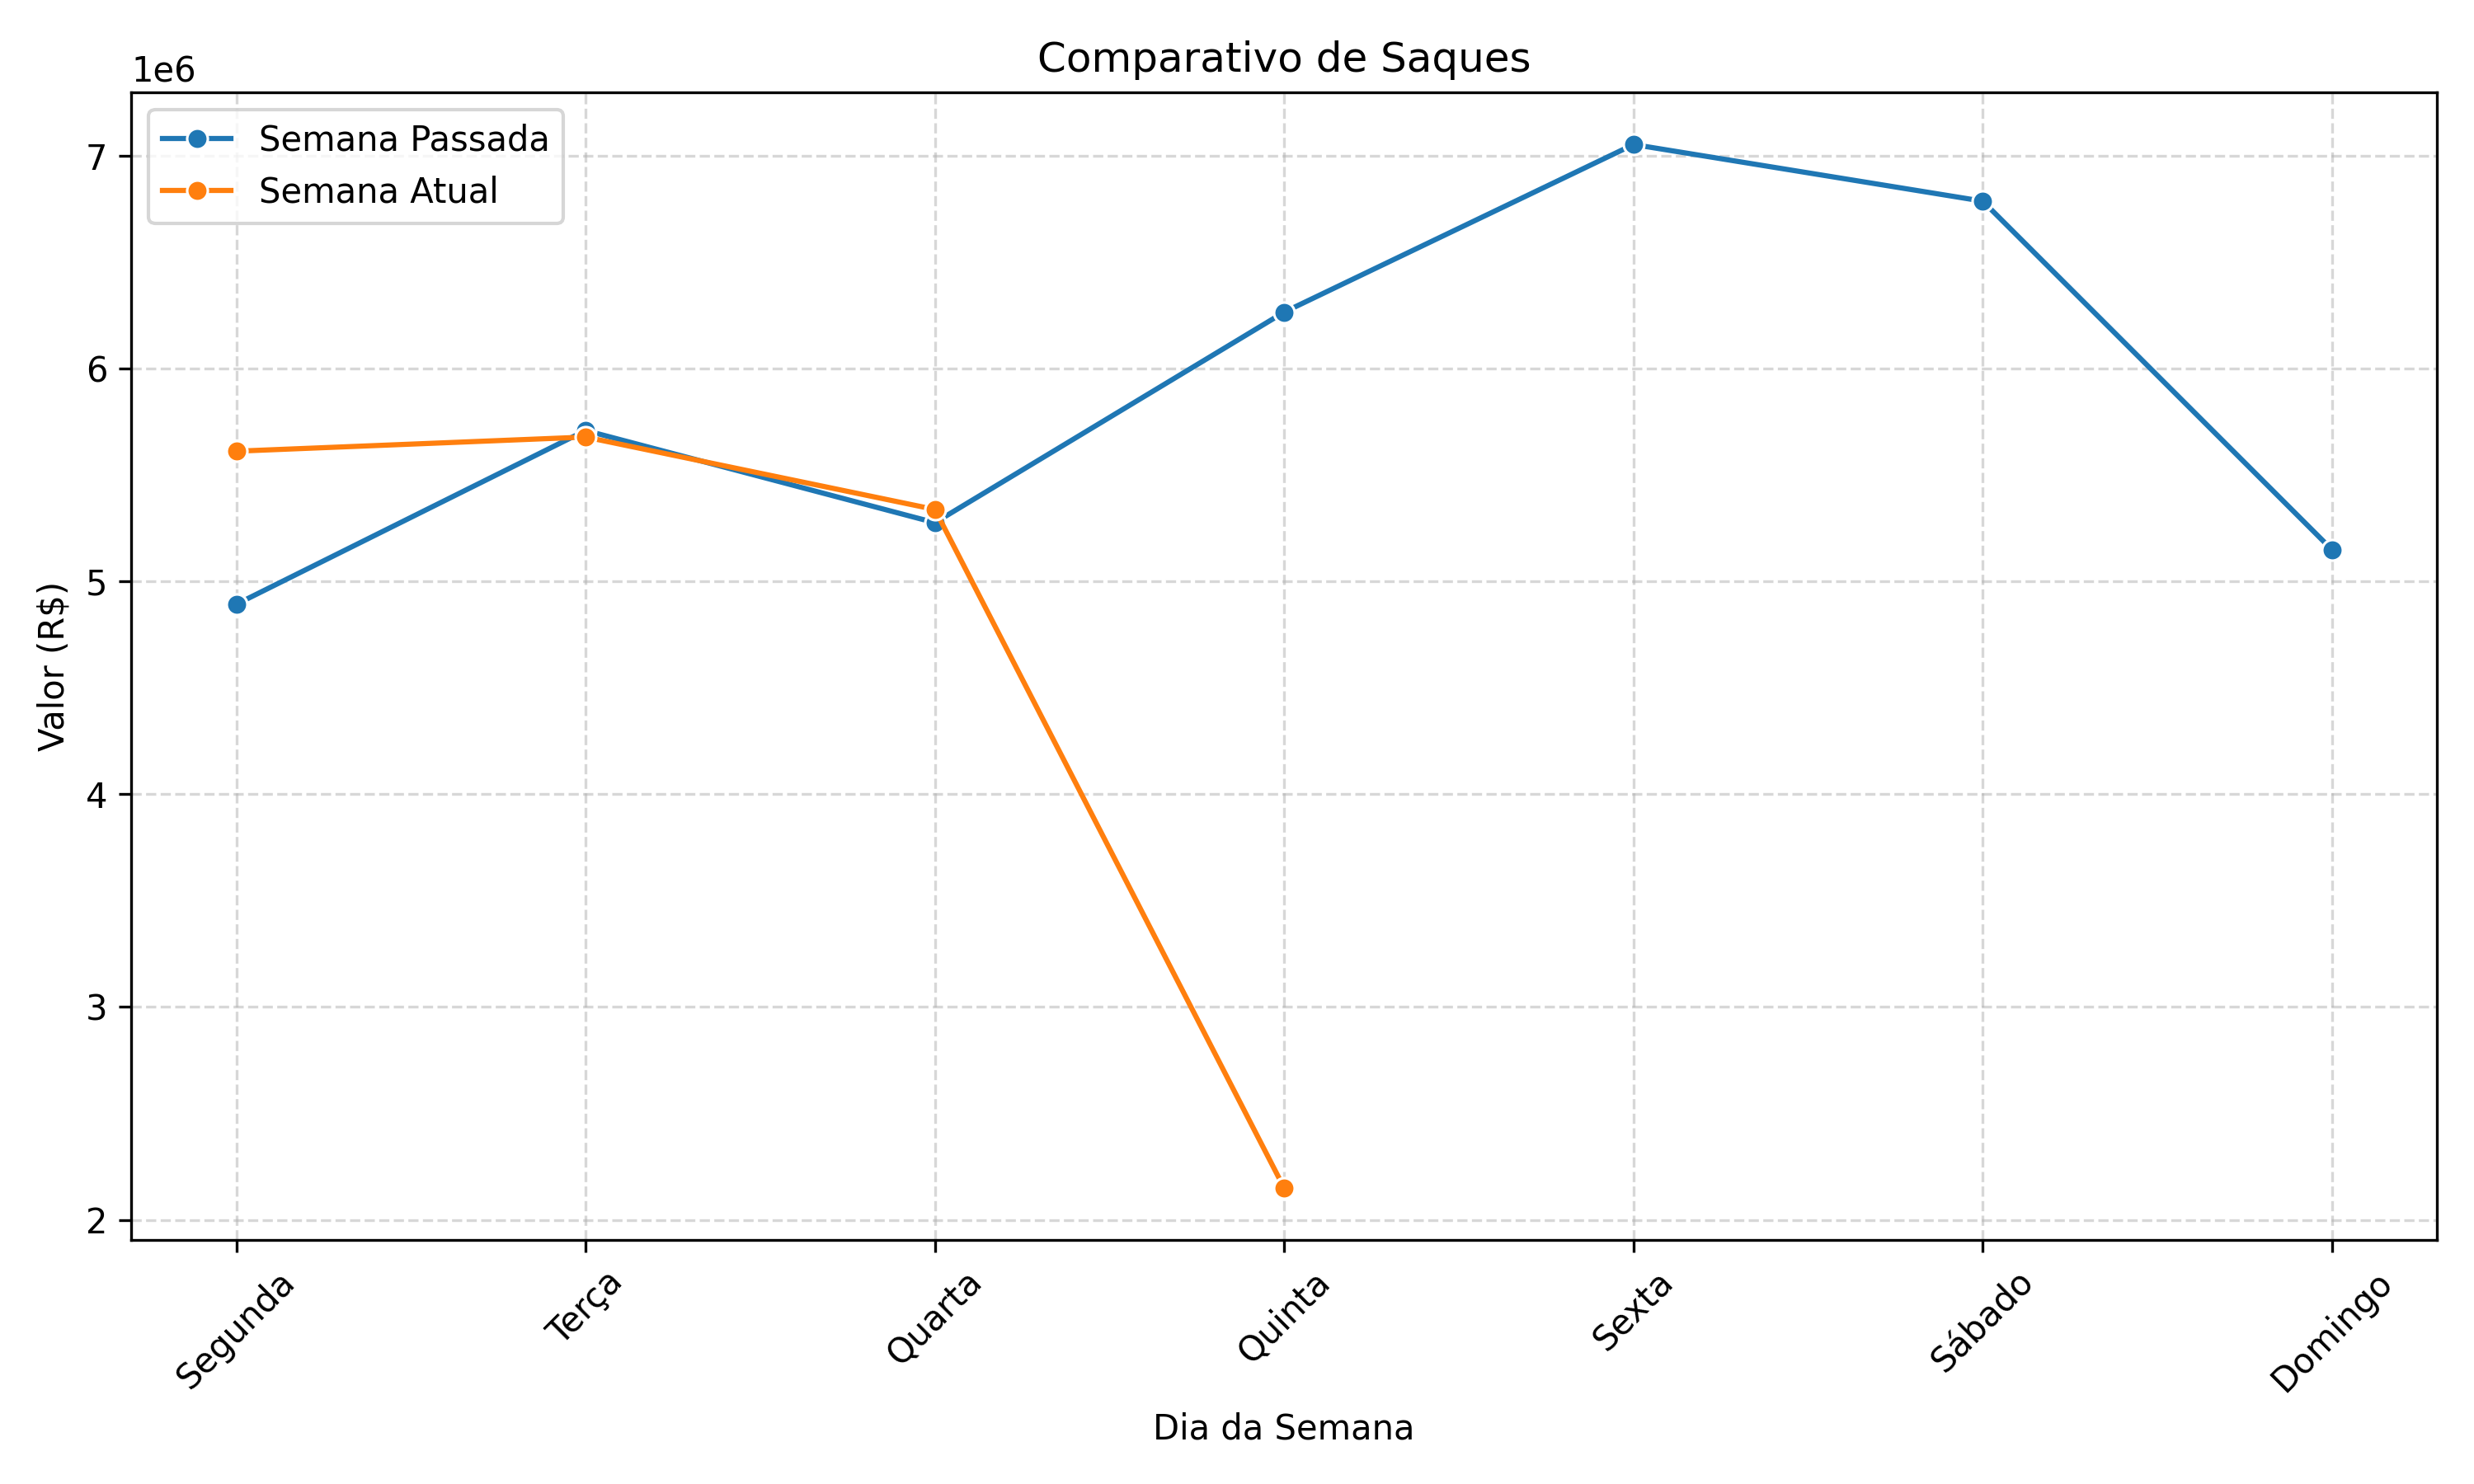 Comparativo de Saques
1e6
Semana Passada
Semana Atual
7
6
5
4
3
2
Valor (R$)
Segunda
Terça
Quarta
Quinta
Sexta
Sábado
Domingo
Dia da Semana